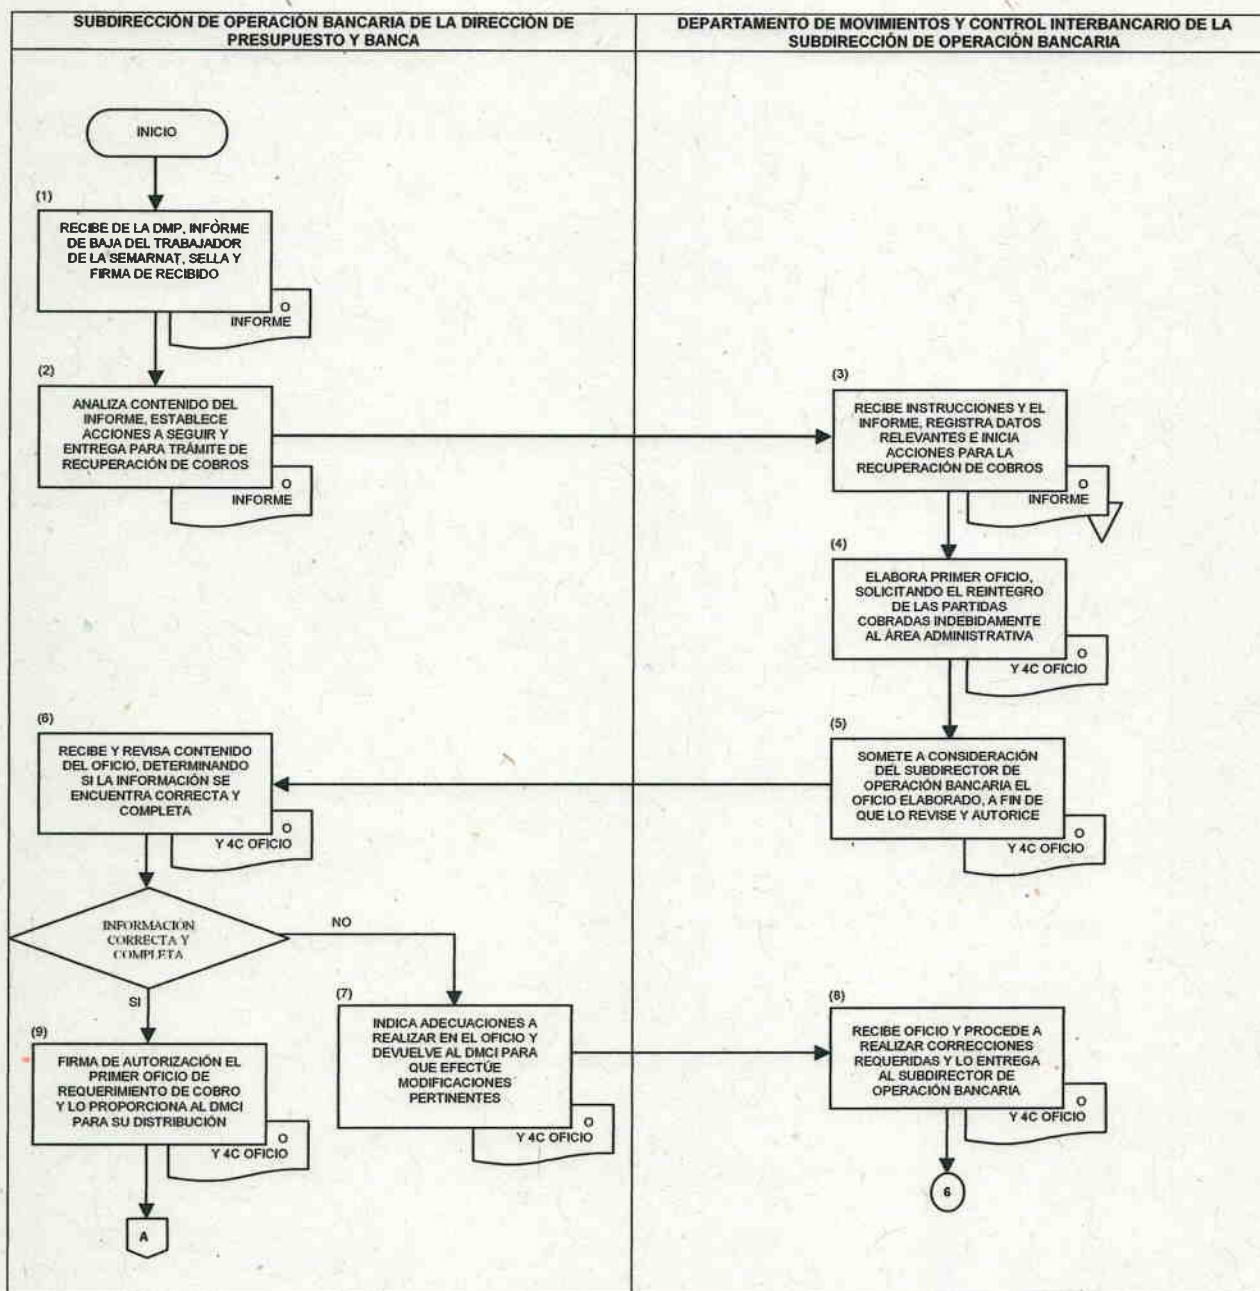 SUBDIRECCIÓN DE OPERACIÓN BANCARIA DE LA DIRECCIÓN DE
PRESUPUESTO Y BANCA
DEPARTAMENTO DE MOVIMIENTOS Y CONTROL INTERBANCARIO DE LA
SUBDIRECCIÓN DE OPERACIÓN BANCARIA
INICIO
(1)
RECIBE DE LA DMP, INFÒRME
DE BAJA DEL TRABAJADOR
DE LA SEMARNAT, SELLA Y
FIRMA DE RECIBIDO
O
INFORME
(2)
ANALIZA CONTENIDO DEL
INFORME, ESTABLECE
ACCIONES A SEGUIR Y
ENTREGA PARA TRÁMITE DE
RECUPERACIÓN DE COBROS
O
INFORME
(3)
RECIBE INSTRUCCIONES Y EL
INFORME, REGISTRA DATOS
RELEVANTES E INICIA
ACCIONES PARA LA
RECUPERACIÓN DE COBROS
O
INFORME
(4)
ELABORA PRIMER OFICIO,
SOLICITANDO EL REINTEGRO
DE LAS PARTIDAS
COBRADAS INDEBIDAMENTE
AL ÁREA ADMINISTRATIVA
O
Y 4C OFICIO
(5)
SOMETE A CONSIDERACIÓN
DEL SUBDIRECTOR DE
OPERACIÓN BANCARIA EL
OFICIO ELABORADO, A FIN DE
QUE LO REVISE Y AUTORICE
O
Y 4C OFICIO
(6)
RECIBE Y REVISA CONTENIDO
DEL OFICIO, DETERMINANDO
SI LA INFORMACIÓN SE
ENCUENTRA CORRECTA Y
COMPLETA
O
Y 4C OFICIO
INFORMACIÓN
CORRECTA Y
COMPLETA
NO
SI
(7)
INDICA ADECUACIONES A
REALIZAR EN EL OFICIO Y
DEVUELVE AL DMCI PARA
QUE EFECTÚE
MODIFICACIONES
PERTINENTES
O
Y 4C OFICIO
(8)
RECIBE OFICIO Y PROCEDE A
REALIZAR CORRECCIONES
REQUERIDAS Y LO ENTREGA
AL SUBDIRECTOR DE
OPERACIÓN BANCARIA
O
Y 4C OFICIO
6
(9)
FIRMA DE AUTORIZACIÓN EL
PRIMER OFICIO DE
REQUERIMIENTO DE COBRO
Y LO PROPORCIONA AL DMCI
PARA SU DISTRIBUCIÓN
O
Y 4C OFICIO
A